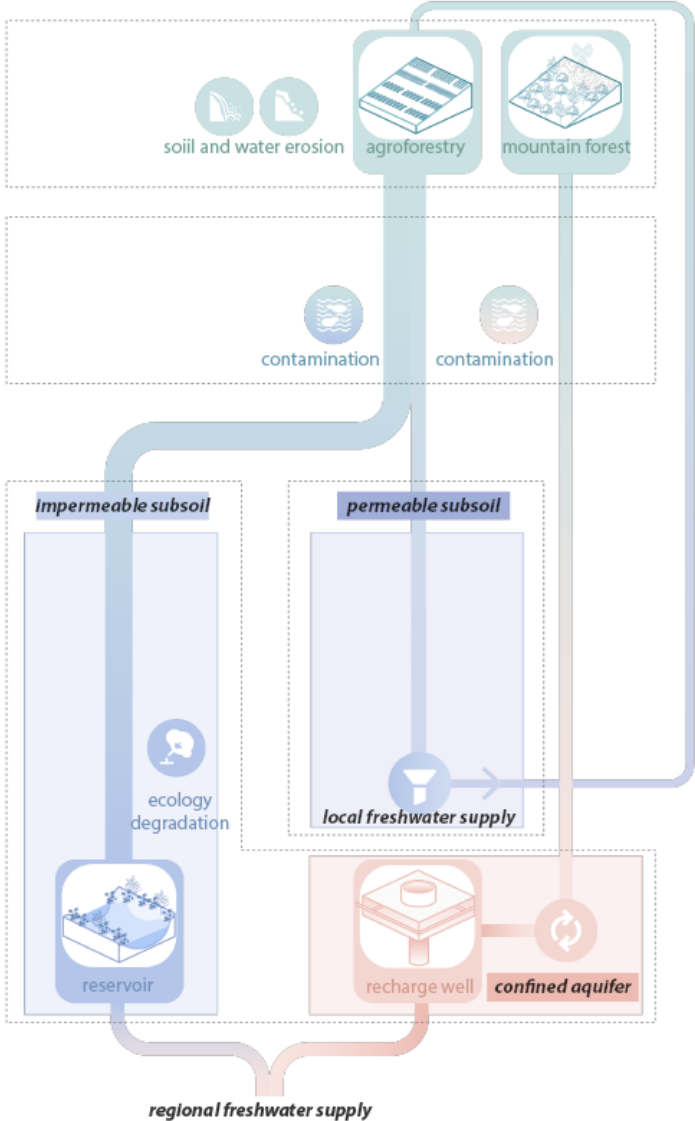 soiil and water erosion
agroforestry
mountain forest
contamination
contamination
impermeable subsoil
permeable subsoil
ecology
degradation
local freshwater supply
reservoir
recharge well
confined aquifer
regional freshwater supply